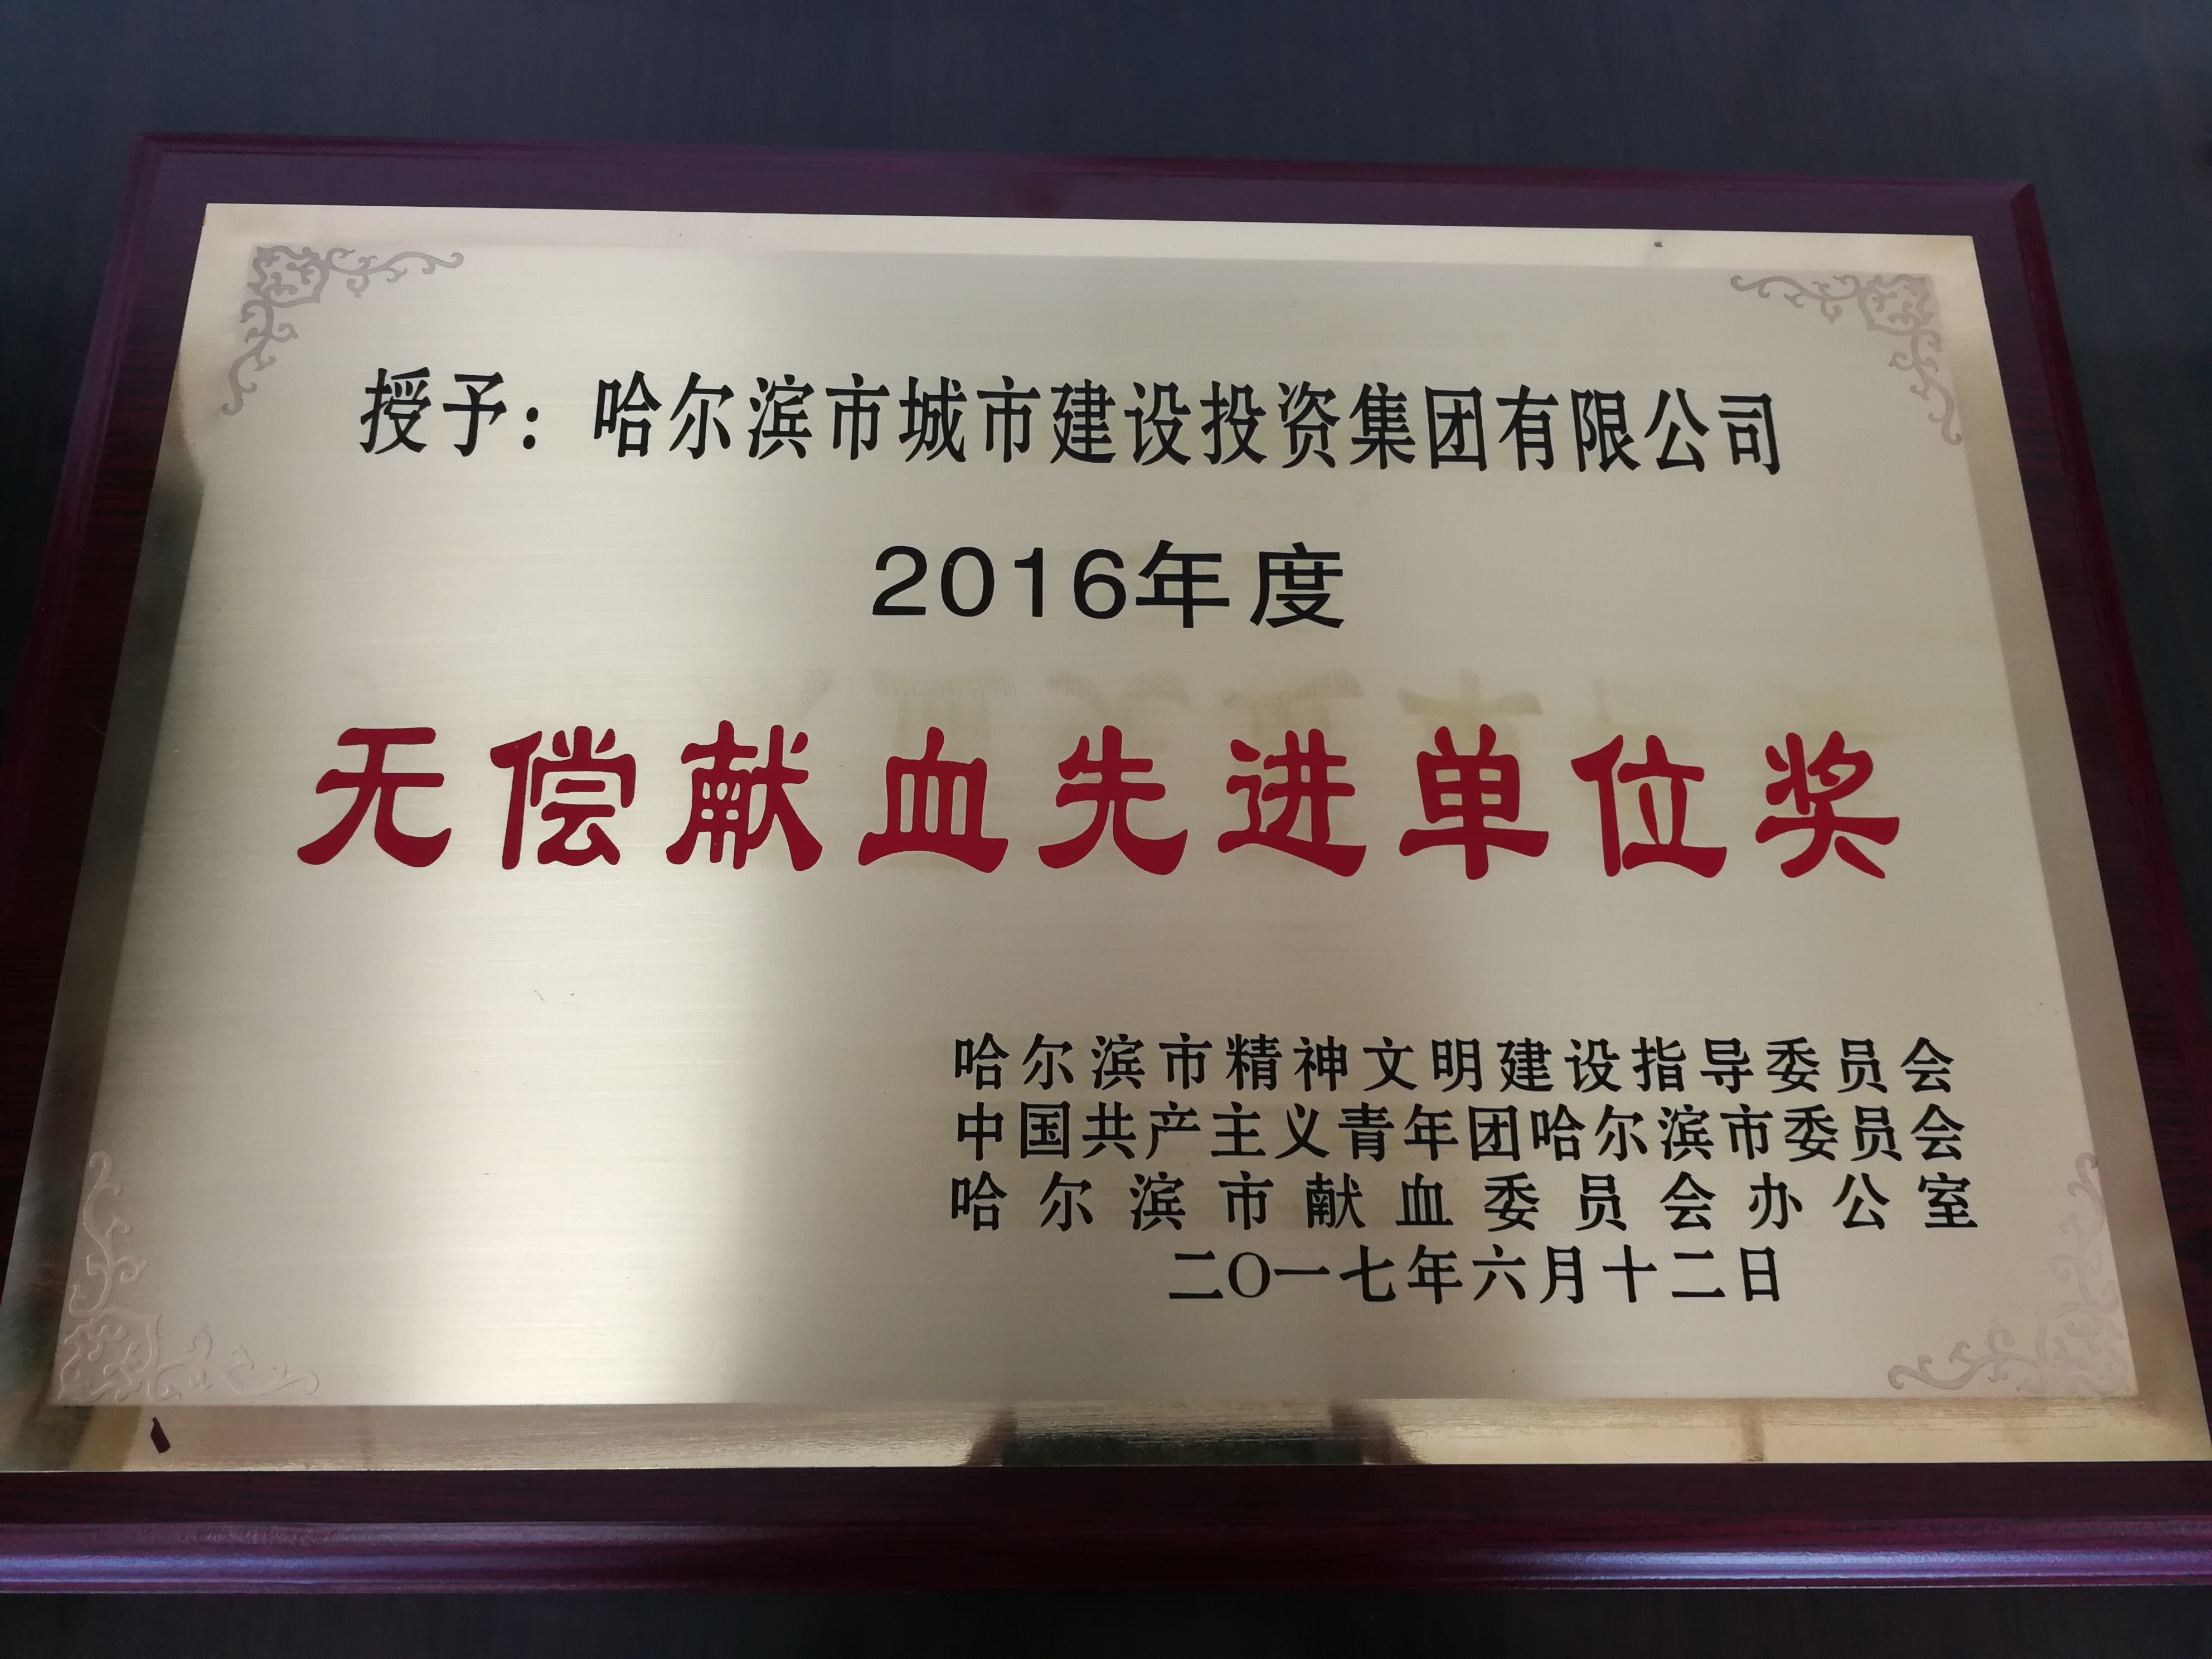 授予：哈尔滨市城市建设投资集团有限公司
2016年度
无偿献血先进单位奖
哈尔滨市精神文明建设指导委员会
中国共产主义青年团哈尔滨市委员会
哈尔滨市献血委员会办公室
二〇一七年六月十二日